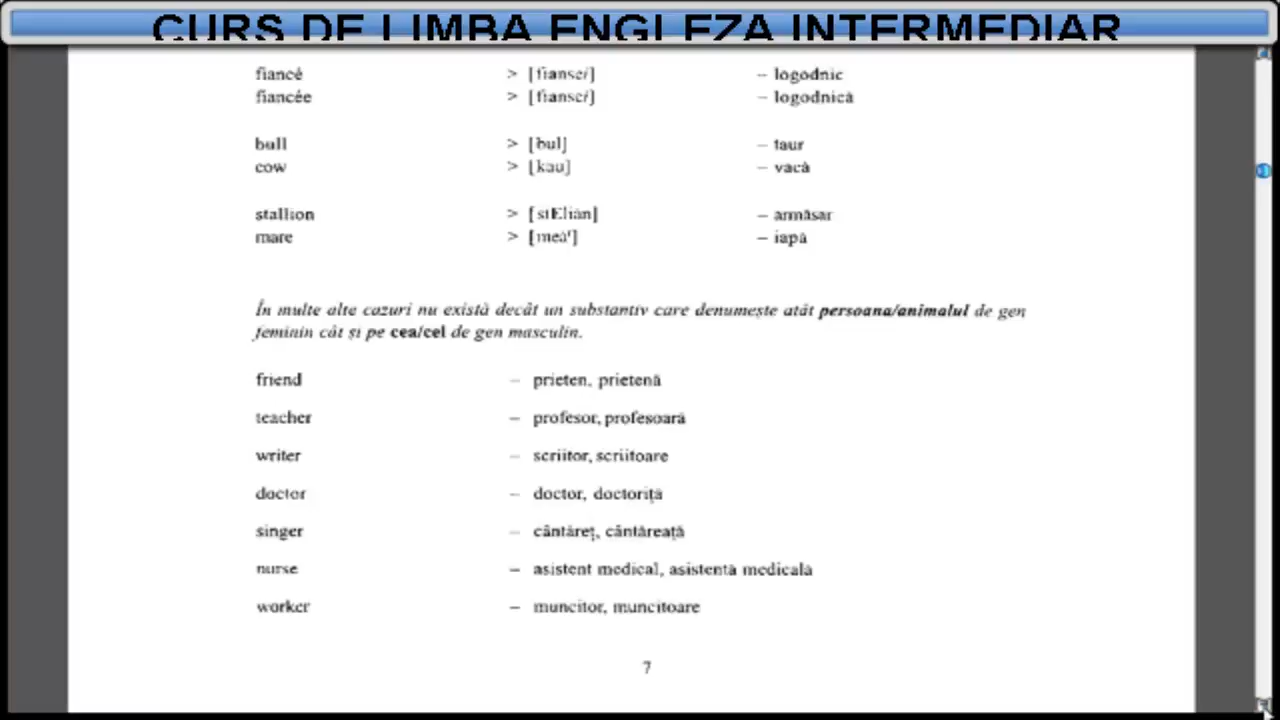 CURS DE LIMBA ENGLEZA INTERMEDIAR
fiancé > [fiansei] – logodnic
fiancée > [fiansei] – logodnică
bull > [bul] – taur
cow > [kau] – vacă
stallion > [stElian] – armăsar
mare > [meăʳ] – iapă
În multe alte cazuri nu există decât un substantiv care denumește atât persoana/animalul de gen
feminin cât și pe cea/cel de gen masculin.
friend – prieten, prietenă
teacher – profesor, profesoară
writer – scriitor, scriitoare
doctor – doctor, doctoriță
singer – cântăreț, cântăreață
nurse – asistent medical, asistentă medicală
worker – muncitor, muncitoare
7